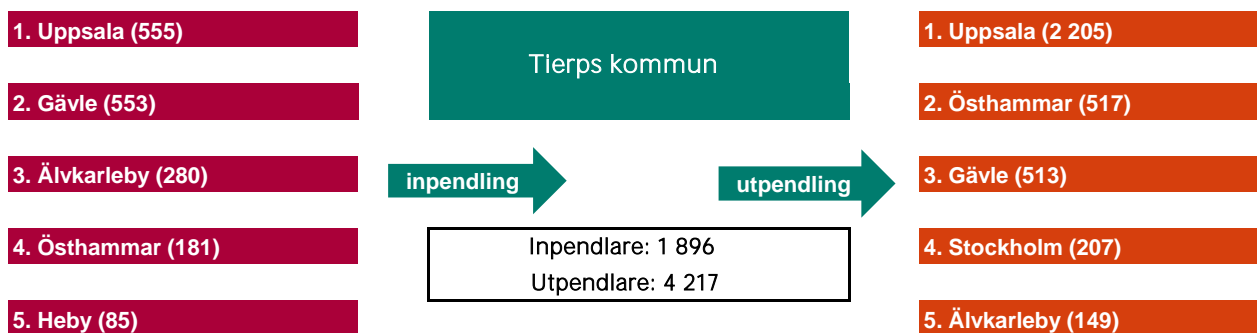 1. Uppsala (555)
2. Gävle (553)
3. Älvkarleby (280)
4. Östhammar (181)
5. Heby (85)
Tierps kommun
inpendling
utpendling
Inpendlare: 1 896
Utpendlare: 4 217
1. Uppsala (2 205)
2. Östhammar (517)
3. Gävle (513)
4. Stockholm (207)
5. Älvkarleby (149)